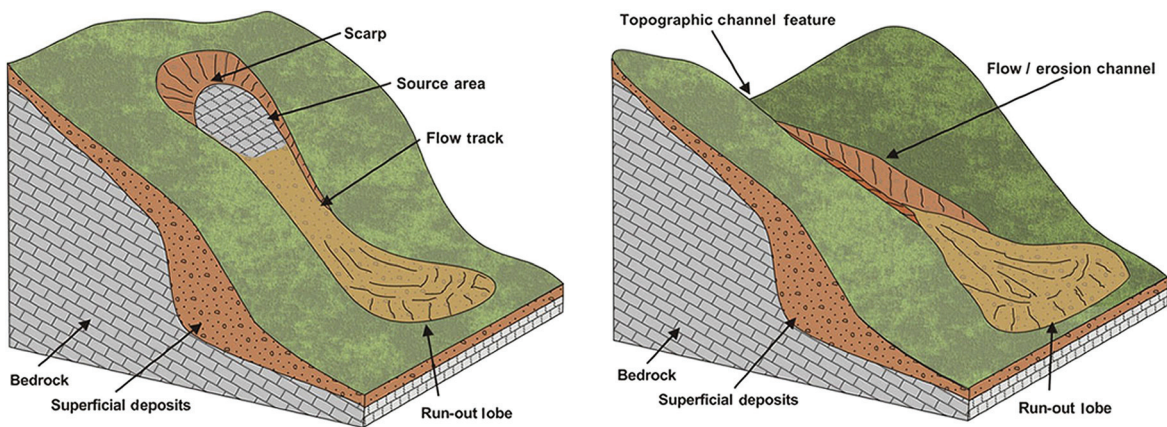 Scarp
Source area
Flow track
Bedrock
Superficial deposits
Run-out lobe
Topographic channel feature
Flow / erosion channel
Bedrock
Superficial deposits
Run-out lobe